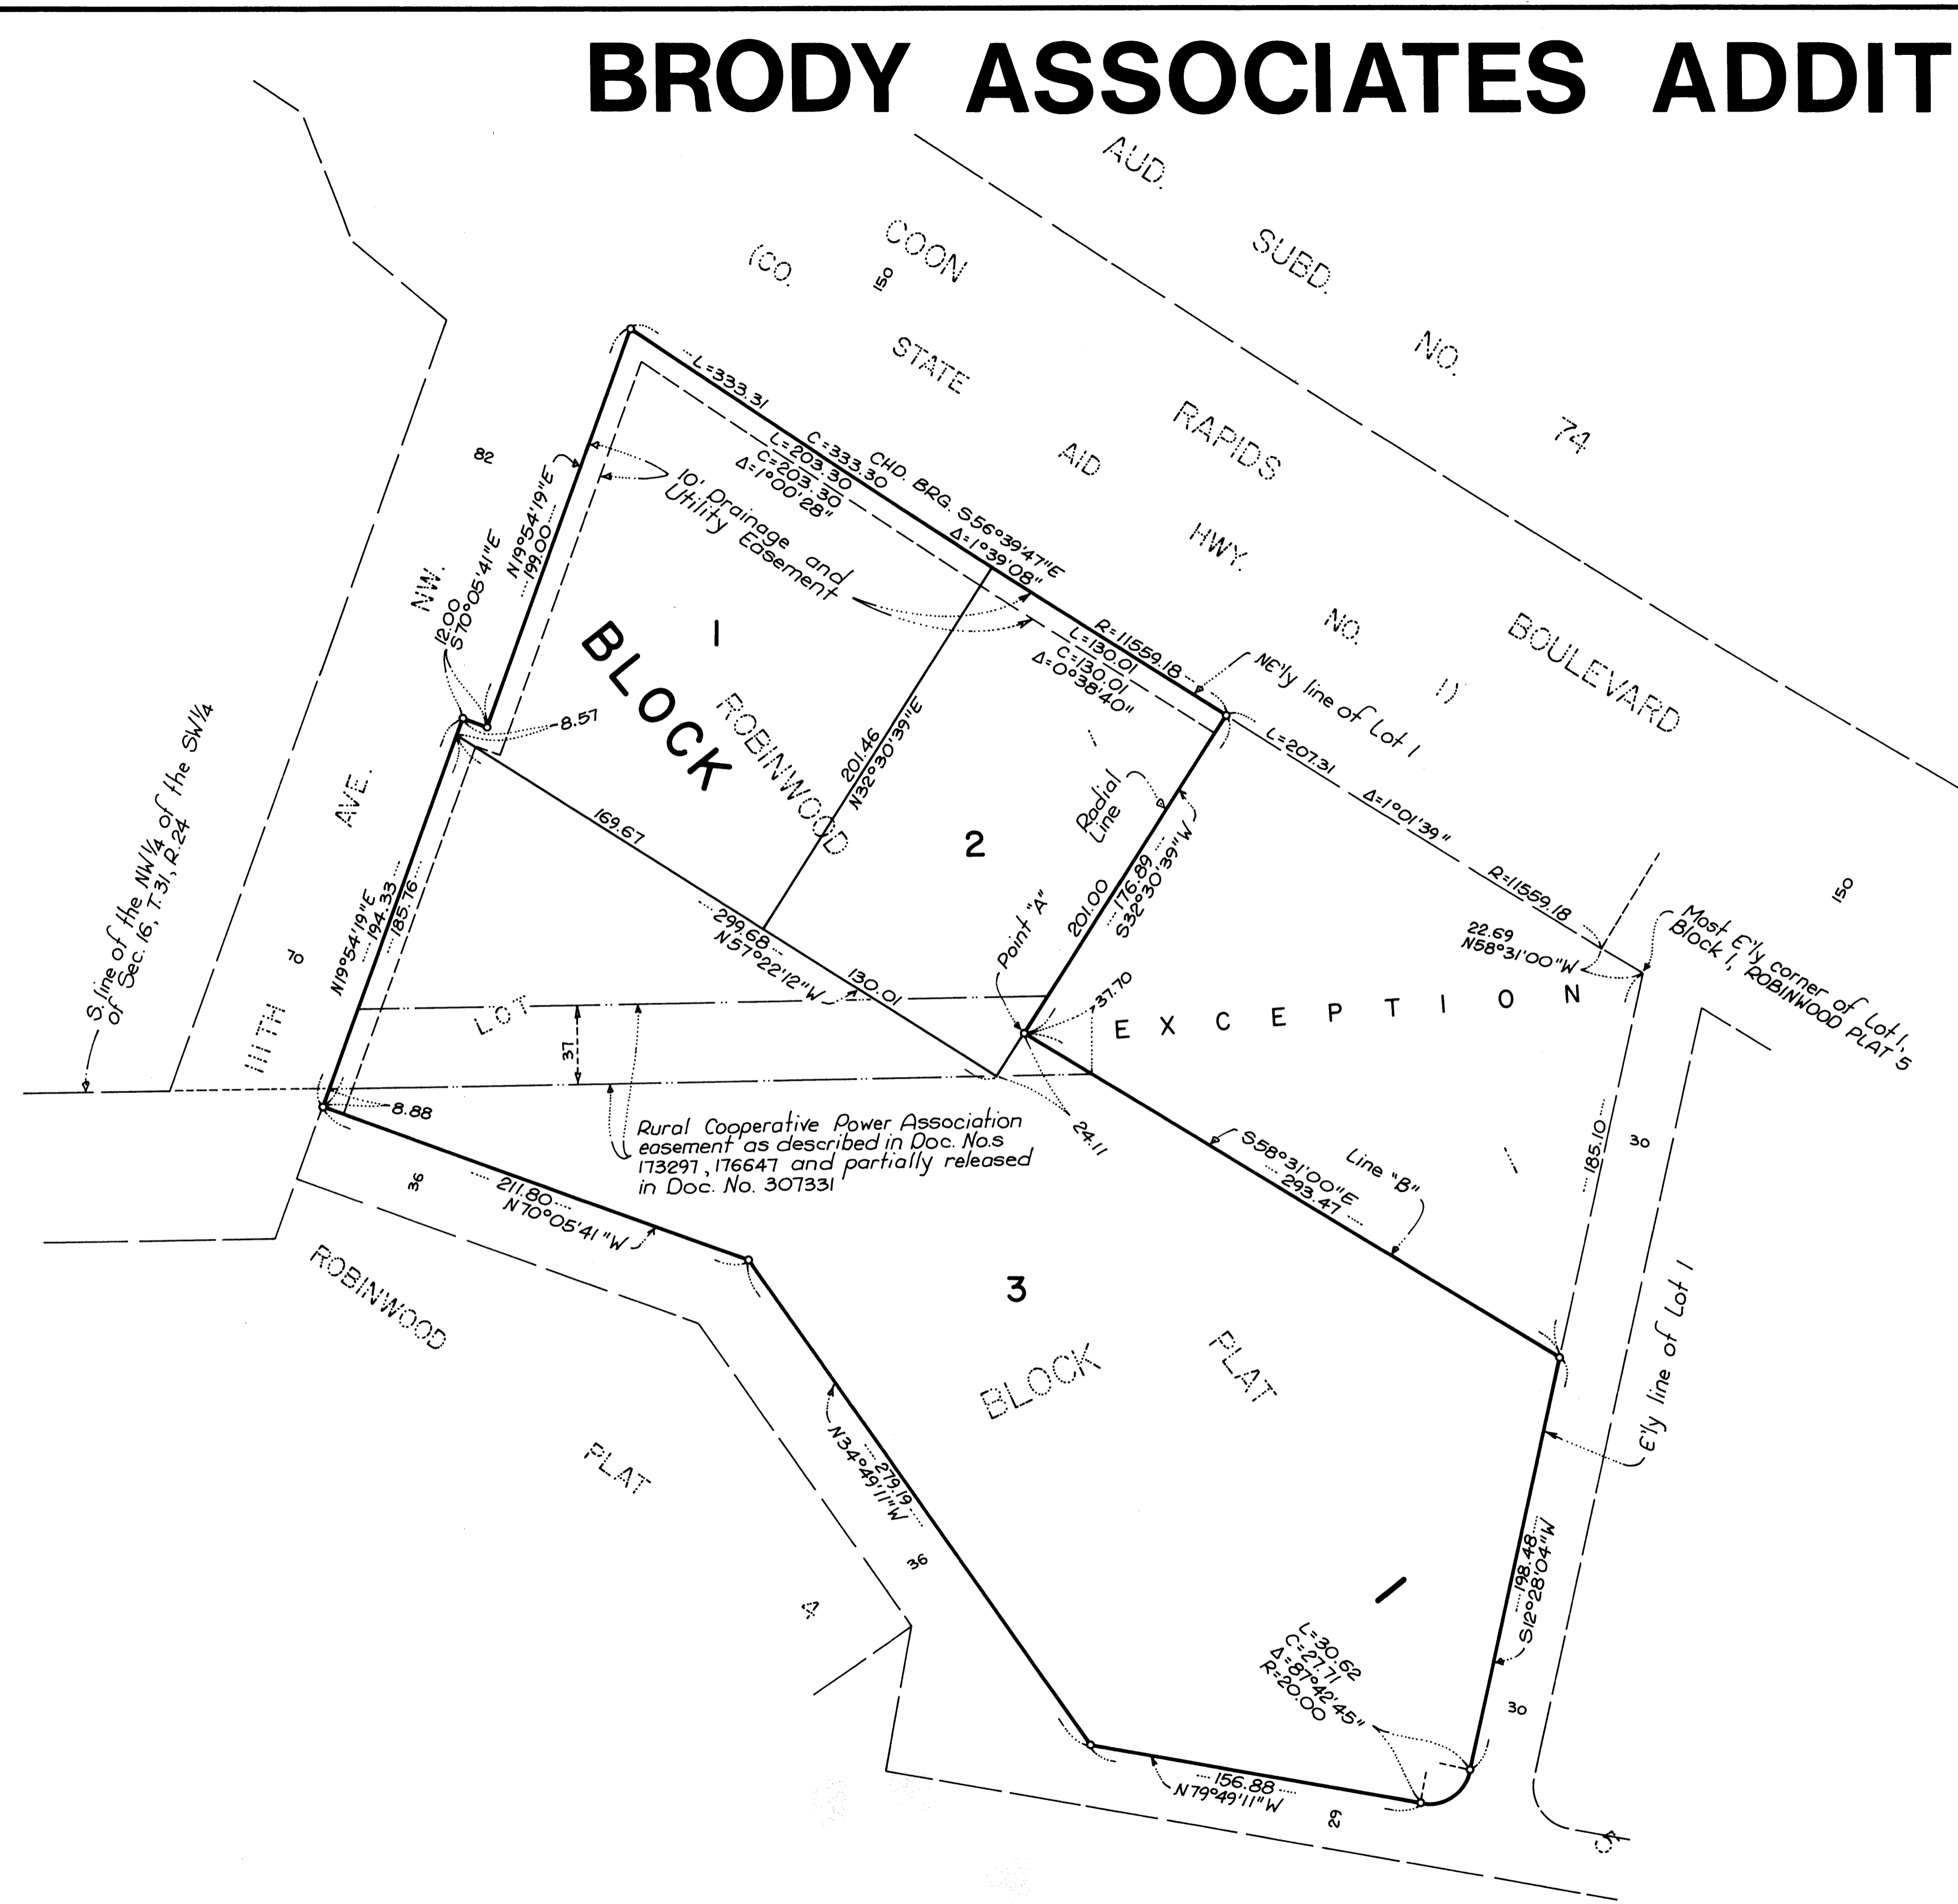 BRODY ASSOCIATES ADDIT
AUD.
SUBD.
NO.
74
(CO.
COON
150
STATE
RAPIDS
AID
HWY.
NO.
1)
BOULEVARD
L=333.31
C=333.30
CHD. BRG. S56°39'47"E
Δ=1°39'08"
R=11559.18
L=203.30
C=203.30
Δ=1°00'28"
10' Drainage and
Utility Easement
82
N19°54'19"E
199.00
12.00
S70°05'41"E
NW.
AVE.
111TH
8.57
1
BLOCK
ROBINWOOD
201.46
N32°30'39"E
L=130.01
C=130.01
Δ=0°38'40"
NE'ly line of Lot 1
L=207.31
Δ=1°01'39"
R=11559.18
150
Radial
Line
2
169.67
299.68
N57°22'12"W
130.01
201.00
176.89
S32°30'39"W
Point "A"
37.70
EXCEPTION
22.69
N58°31'00"W
Most E'ly corner of Lot 1,
Block 1, ROBINWOOD PLAT 5
S. line of the NW1/4 of the SW1/4
of Sec. 16, T.31, R.24
N19°54'19"E
194.33
185.76
70
LOT
37
8.88
Rural Cooperative Power Association
easement as described in Doc. No.s
173297, 176647 and partially released
in Doc. No. 307331
24.11
S58°31'00"E
293.47
Line "B"
185.10
30
36
211.80
N70°05'41"W
ROBINWOOD
PLAT
4
3
BLOCK
PLAT
1
E'ly line of Lot 1
279.19
N34°49'11"W
36
198.48
S12°28'04"W
1
L=30.62
C=27.71
Δ=87°42'45"
R=20.00
30
156.88
N79°49'11"W
29
5